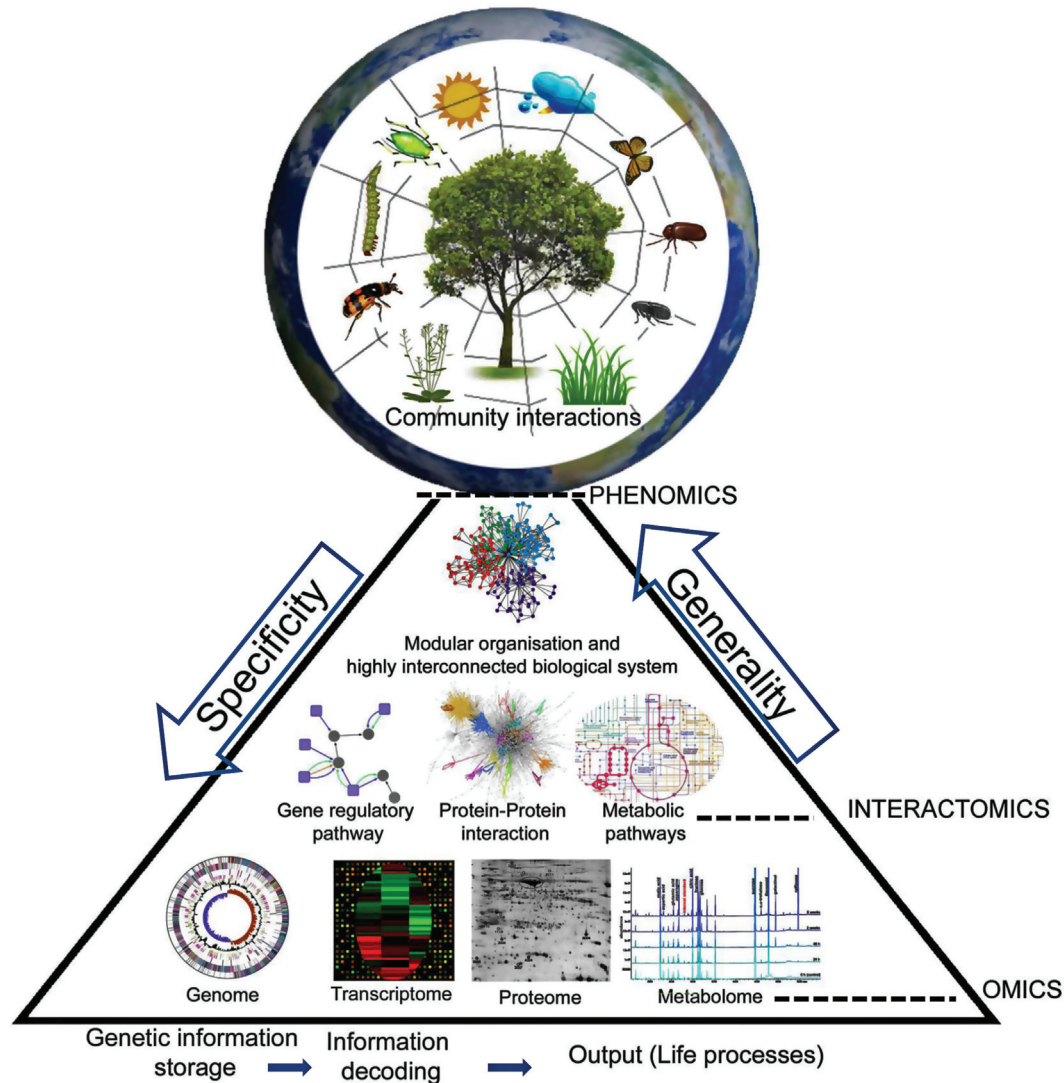 Community interactions
PHENOMICS
Specificity
Generality
Modular organisation and
highly interconnected biological system
Gene regulatory
pathway
Protein-Protein
interaction
Metabolic
pathways
INTERACTOMICS
Genome
Transcriptome
Proteome
Metabolome
OMICS
Genetic information
storage
Information
decoding
Output (Life processes)